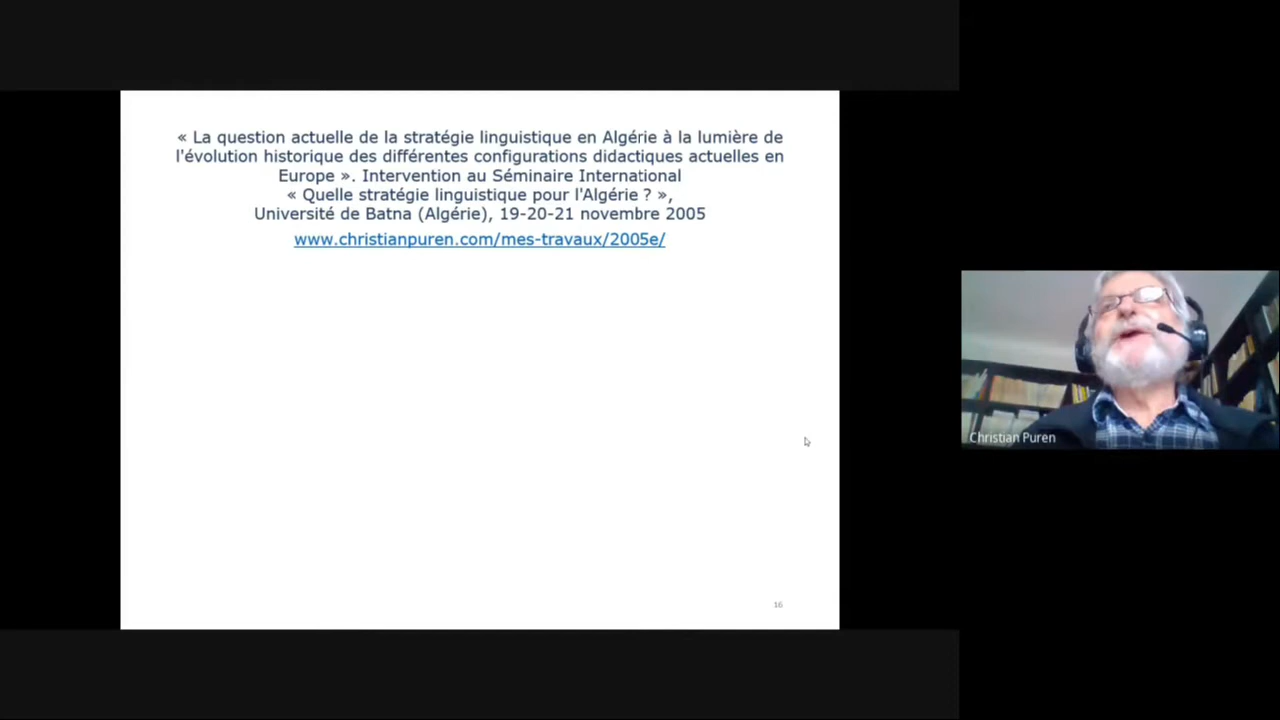 « La question actuelle de la stratégie linguistique en Algérie à la lumière de
l'évolution historique des différentes configurations didactiques actuelles en
Europe ». Intervention au Séminaire International
« Quelle stratégie linguistique pour l'Algérie ? »,
Université de Batna (Algérie), 19-20-21 novembre 2005
www.christianpuren.com/mes-travaux/2005e/
Christian Puren
16